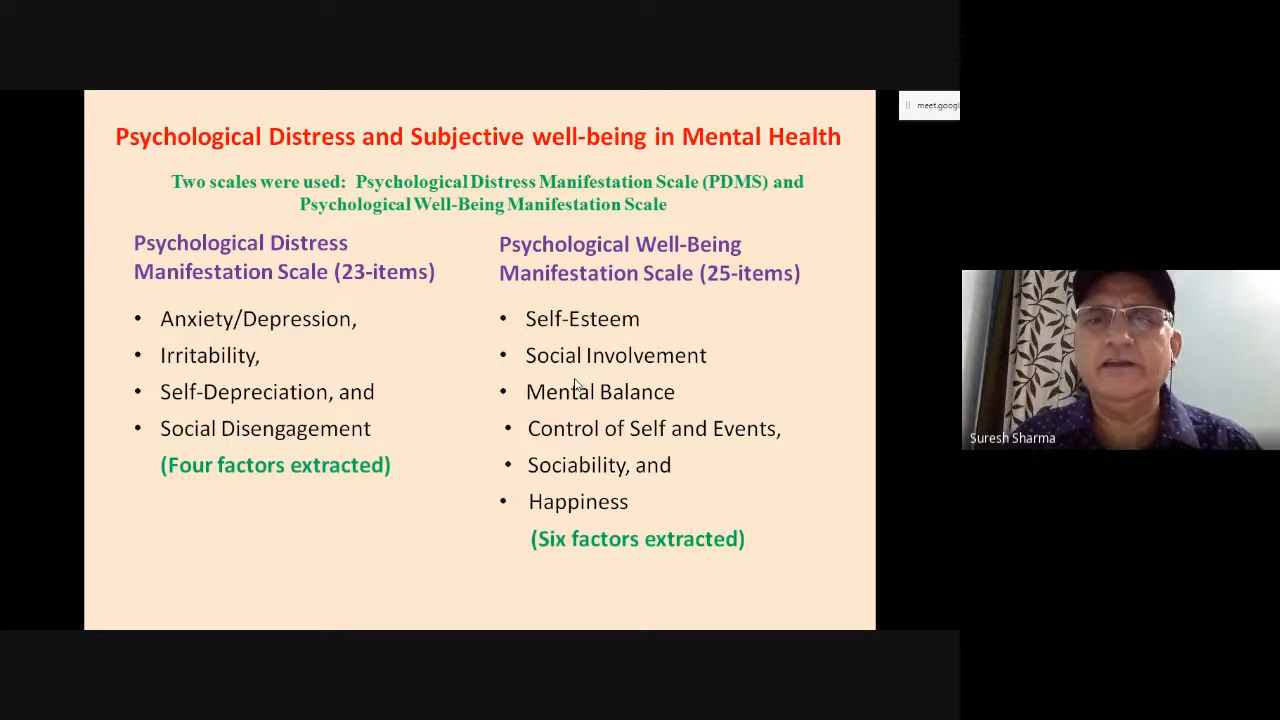 Psychological Distress and Subjective well-being in Mental Health
Two scales were used: Psychological Distress Manifestation Scale (PDMS) and
Psychological Well-Being Manifestation Scale
Psychological Distress
Manifestation Scale (23-items)
• Anxiety/Depression,
• Irritability,
• Self-Depreciation, and
• Social Disengagement
(Four factors extracted)
Psychological Well-Being
Manifestation Scale (25-items)
• Self-Esteem
• Social Involvement
• Mental Balance
• Control of Self and Events,
• Sociability, and
• Happiness
(Six factors extracted)
meet.googl
Suresh Sharma